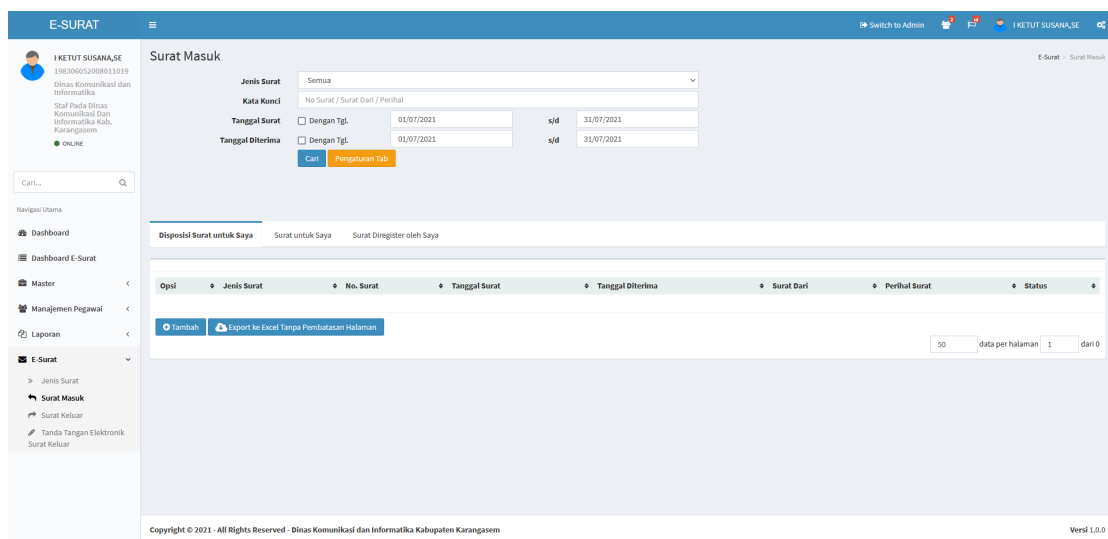 E-SURAT
Switch to Admin
I KETUT SUSANA,SE
I KETUT SUSANA,SE
198306052008011019
Dinas Komunikasi dan
Informatika
Staf Pada Dinas
Komunikasi Dan
Informatika Kab.
Karangasem
ONLINE
Cari...
Navigasi Utama
Dashboard
Dashboard E-Surat
Master
Manajemen Pegawai
Laporan
E-Surat
Jenis Surat
Surat Masuk
Surat Keluar
Tanda Tangan Elektronik
Surat Keluar
Surat Masuk
E-Surat > Surat Masuk
Jenis Surat Semua
Kata Kunci No Surat / Surat Dari / Perihal
Tanggal Surat Dengan Tgl. 01/07/2021 s/d 31/07/2021
Tanggal Diterima Dengan Tgl. 01/07/2021 s/d 31/07/2021
Cari Pengaturan Tab
Disposisi Surat untuk Saya Surat untuk Saya Surat Diregister oleh Saya
Opsi Jenis Surat No. Surat Tanggal Surat Tanggal Diterima Surat Dari Perihal Surat Status
Tambah Export ke Excel Tanpa Pembatasan Halaman
50 data per halaman 1 dari 0
Copyright © 2021 - All Rights Reserved - Dinas Komunikasi dan Informatika Kabupaten Karangasem
Versi 1.0.0